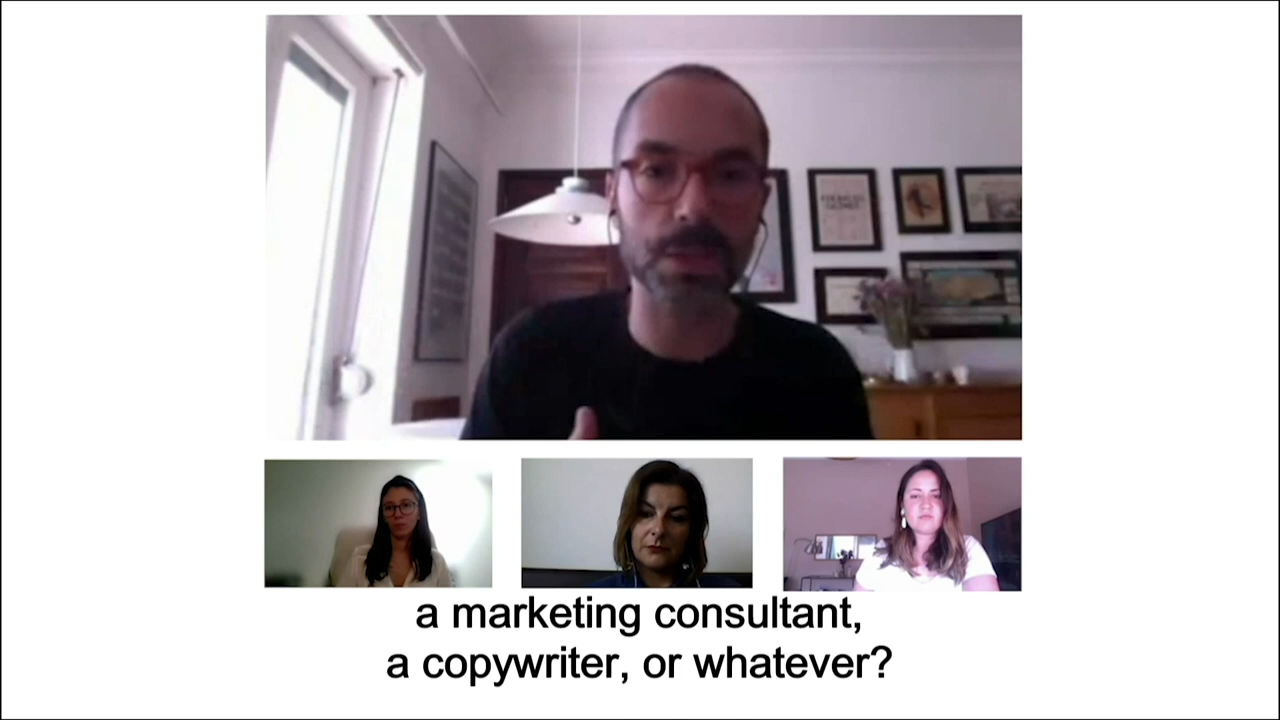 a marketing consultant,
a copywriter, or whatever?